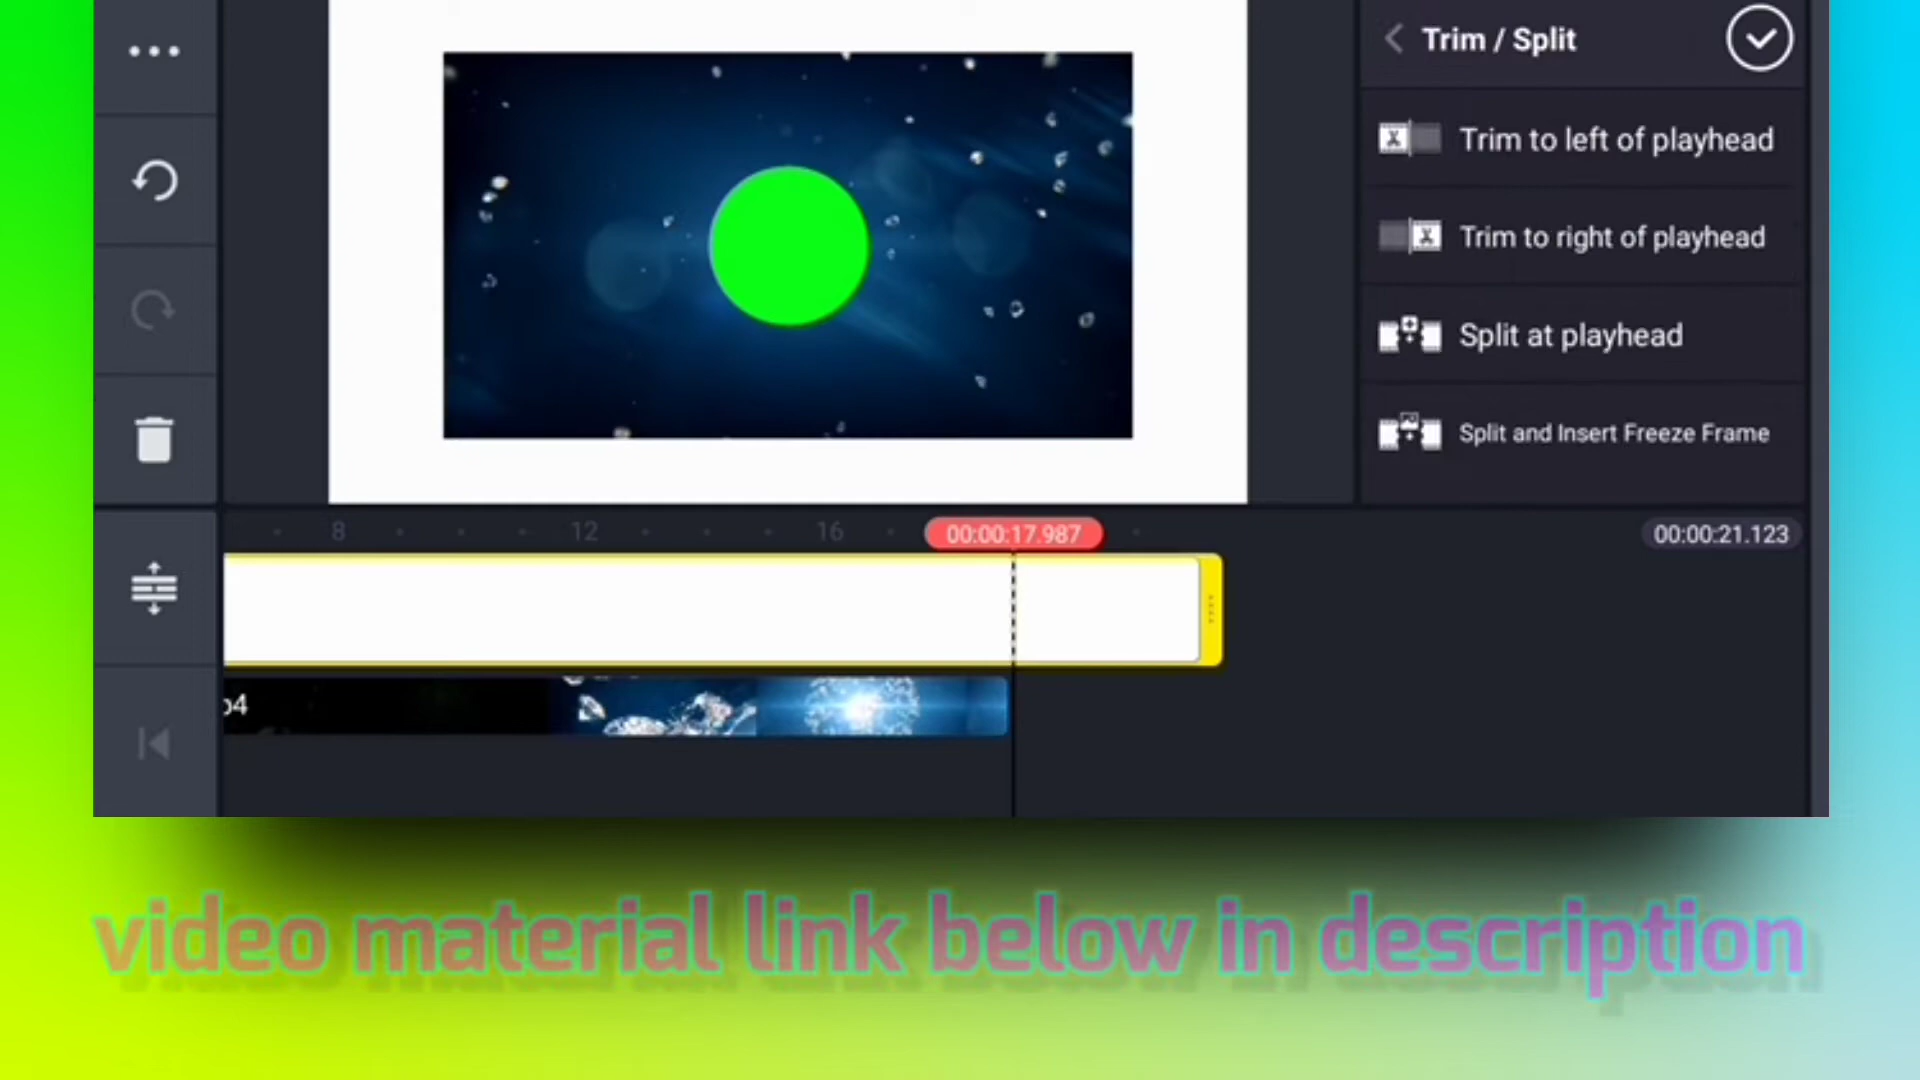 Trim / Split
Trim to left of playhead
Trim to right of playhead
Split at playhead
Split and Insert Freeze Frame
8
12
16
00:00:17.987
00:00:21.123
p4
video material link below in description